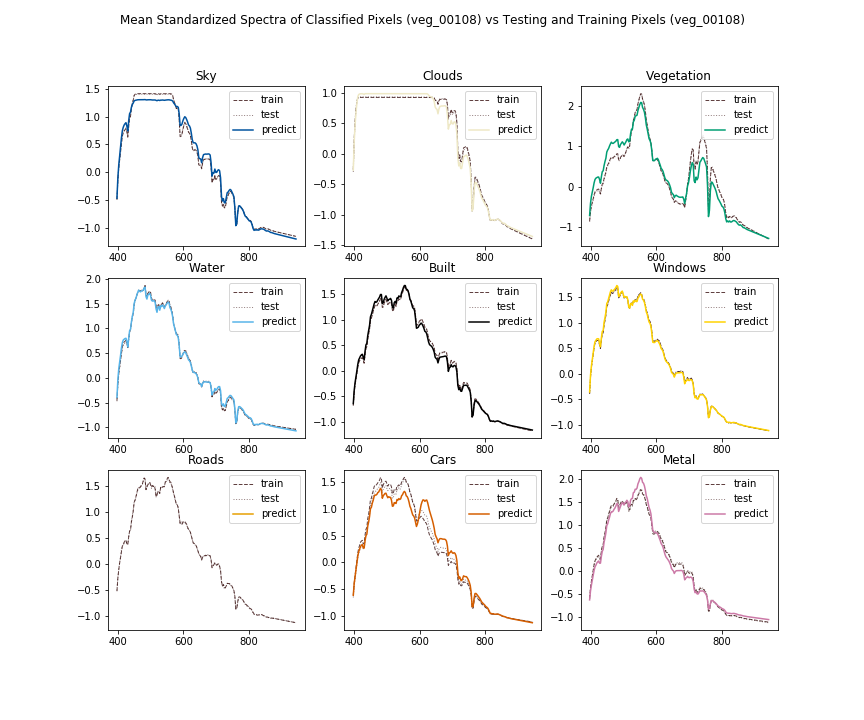 Mean Standardized Spectra of Classified Pixels (veg_00108) vs Testing and Training Pixels (veg_00108)
Sky
1.5
1.0
0.5
0.0
−0.5
−1.0
400
600
800
train
test
predict
Clouds
1.0
0.5
0.0
−0.5
−1.0
−1.5
400
600
800
train
test
predict
Vegetation
2
1
0
−1
400
600
800
train
test
predict
Water
2.0
1.5
1.0
0.5
0.0
−0.5
−1.0
400
600
800
train
test
predict
Built
1.5
1.0
0.5
0.0
−0.5
−1.0
400
600
800
train
test
predict
Windows
1.5
1.0
0.5
0.0
−0.5
−1.0
400
600
800
train
test
predict
Roads
1.5
1.0
0.5
0.0
−0.5
−1.0
400
600
800
train
test
predict
Cars
1.5
1.0
0.5
0.0
−0.5
−1.0
400
600
800
train
test
predict
Metal
2.0
1.5
1.0
0.5
0.0
−0.5
−1.0
400
600
800
train
test
predict